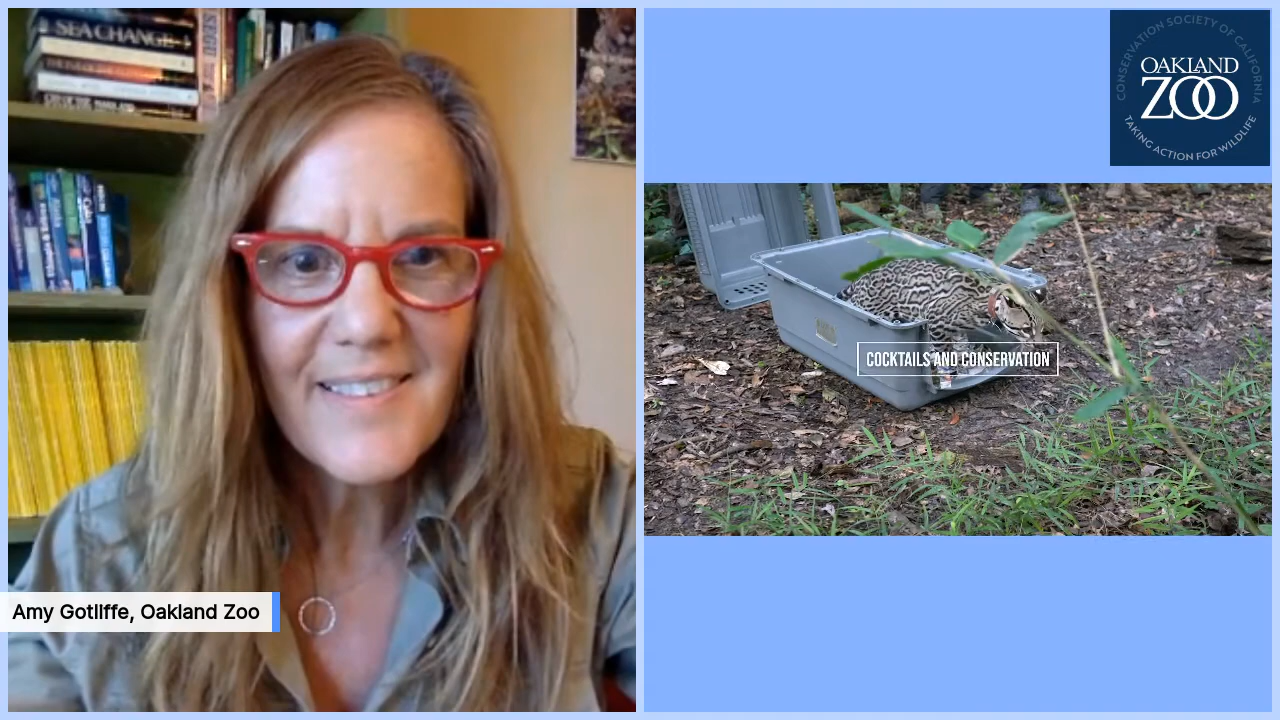 SEA CHANGE
Amy Gotliffe, Oakland Zoo
CONSERVATION SOCIETY OF CALIFORNIA
OAKLAND
ZOO
TAKING ACTION FOR WILDLIFE
COCKTAILS AND CONSERVATION